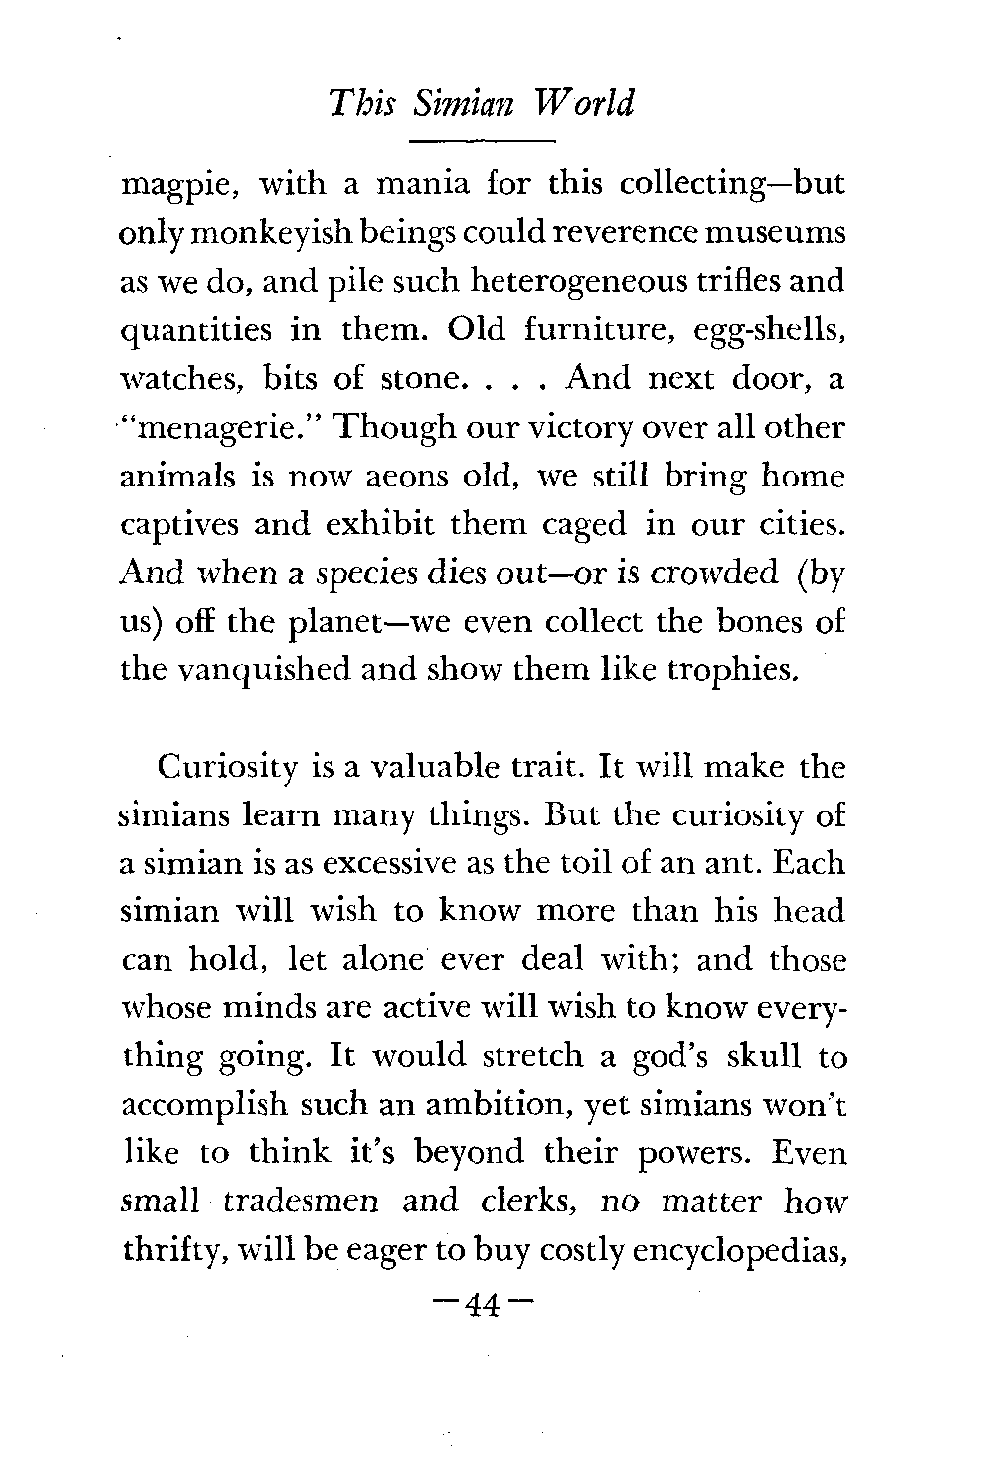 This Simian World
magpie, with a mania for this collecting—but
only monkeyish beings could reverence museums
as we do, and pile such heterogeneous trifles and
quantities in them. Old furniture, egg-shells,
watches, bits of stone. . . . And next door, a
“menagerie.” Though our victory over all other
animals is now aeons old, we still bring home
captives and exhibit them caged in our cities.
And when a species dies out—or is crowded (by
us) off the planet—we even collect the bones of
the vanquished and show them like trophies.
Curiosity is a valuable trait. It will make the
simians learn many things. But the curiosity of
a simian is as excessive as the toil of an ant. Each
simian will wish to know more than his head
can hold, let alone ever deal with; and those
whose minds are active will wish to know every-
thing going. It would stretch a god’s skull to
accomplish such an ambition, yet simians won’t
like to think it’s beyond their powers. Even
small tradesmen and clerks, no matter how
thrifty, will be eager to buy costly encyclopedias,
—44—